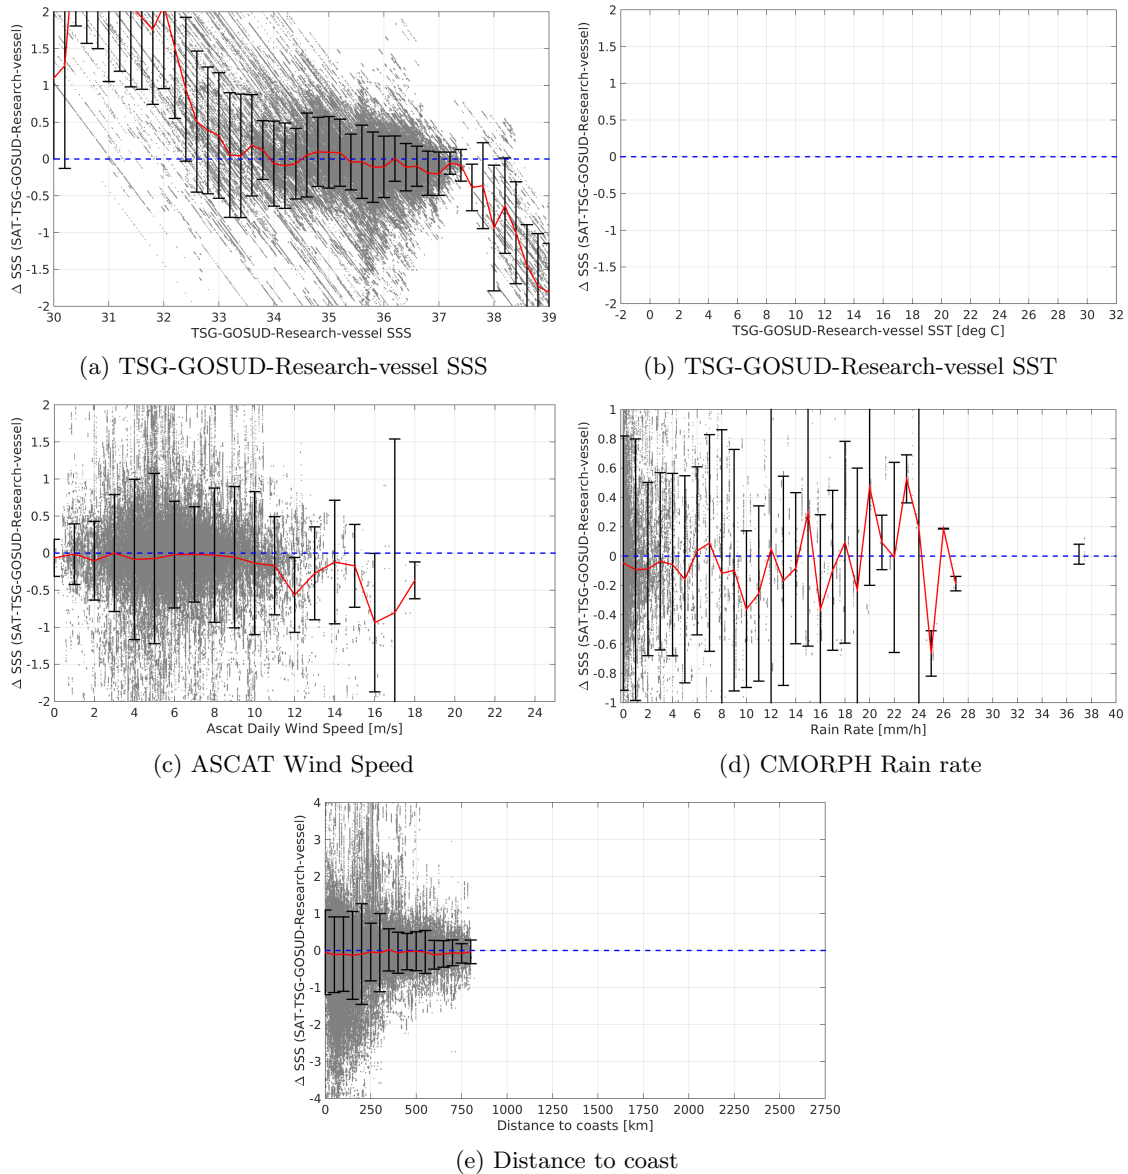 2
1.5
1
0.5
0
-0.5
-1
-1.5
-2
Δ SSS (SAT-TSG-GOSUD-Research-vessel)
30 31 32 33 34 35 36 37 38 39
TSG-GOSUD-Research-vessel SSS
(a) TSG-GOSUD-Research-vessel SSS
2
1.5
1
0.5
0
-0.5
-1
-1.5
-2
Δ SSS (SAT-TSG-GOSUD-Research-vessel)
-2 0 2 4 6 8 10 12 14 16 18 20 22 24 26 28 30 32
TSG-GOSUD-Research-vessel SST [deg C]
(b) TSG-GOSUD-Research-vessel SST
2
1.5
1
0.5
0
-0.5
-1
-1.5
-2
Δ SSS (SAT-TSG-GOSUD-Research-vessel)
0 2 4 6 8 10 12 14 16 18 20 22 24
Ascat Daily Wind Speed [m/s]
(c) ASCAT Wind Speed
1
0.8
0.6
0.4
0.2
0
-0.2
-0.4
-0.6
-0.8
-1
Δ SSS (SAT-TSG-GOSUD-Research-vessel)
0 2 4 6 8 10 12 14 16 18 20 22 24 26 28 30 32 34 36 38 40
Rain Rate [mm/h]
(d) CMORPH Rain rate
4
3
2
1
0
-1
-2
-3
-4
Δ SSS (SAT-TSG-GOSUD-Research-vessel)
0 250 500 750 1000 1250 1500 1750 2000 2250 2500 2750
Distance to coasts [km]
(e) Distance to coast